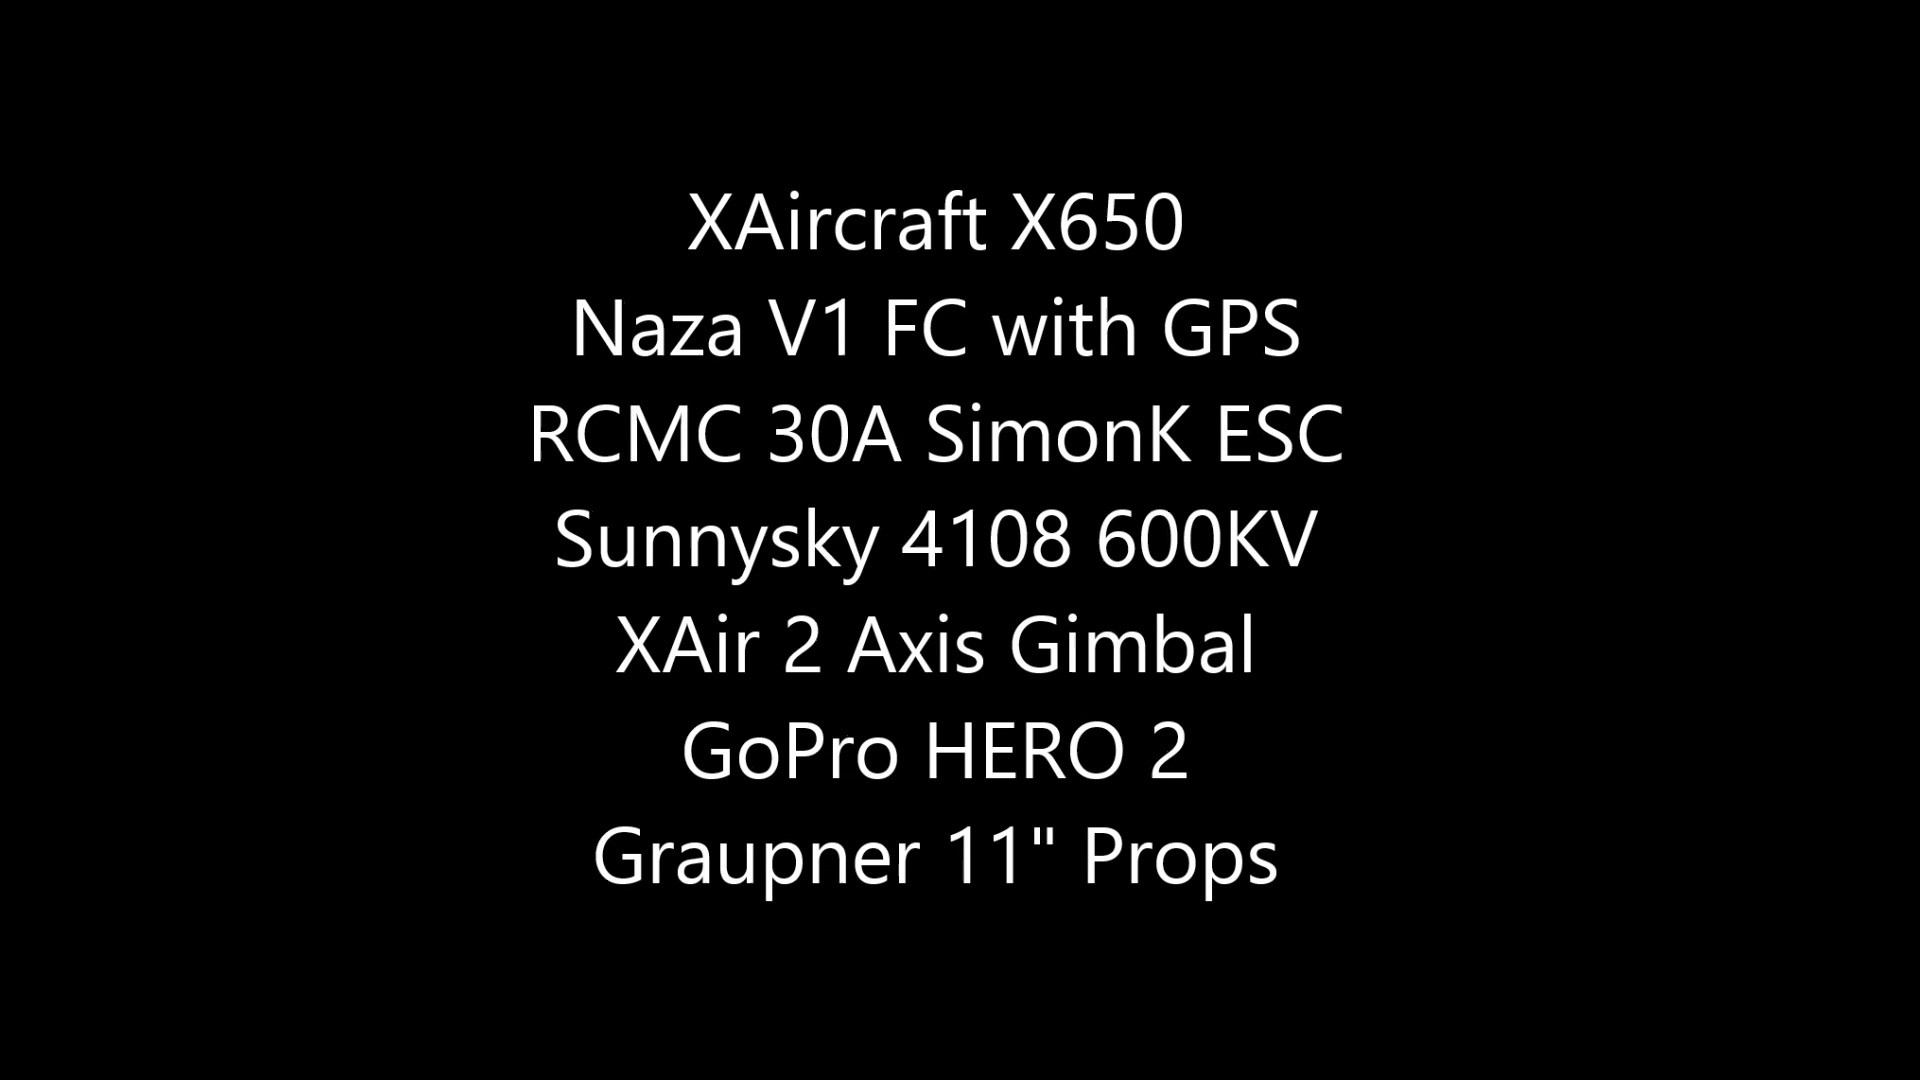 XAircraft X650
Naza V1 FC with GPS
RCMC 30A SimonK ESC
Sunnysky 4108 600KV
XAir 2 Axis Gimbal
GoPro HERO 2
Graupner 11" Props